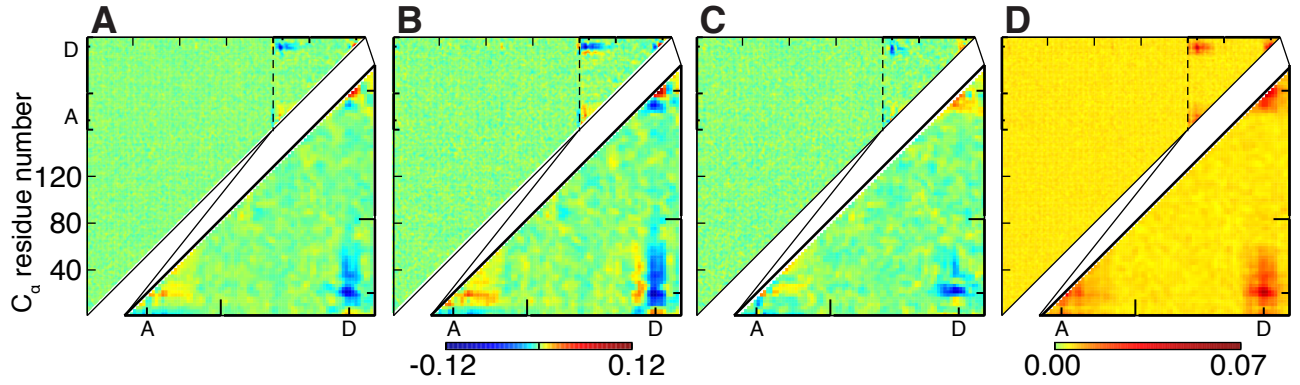 A B C D
D
A
120
80
40
Cα residue number
A D A D A D A D
-0.12 0.12 0.00 0.07